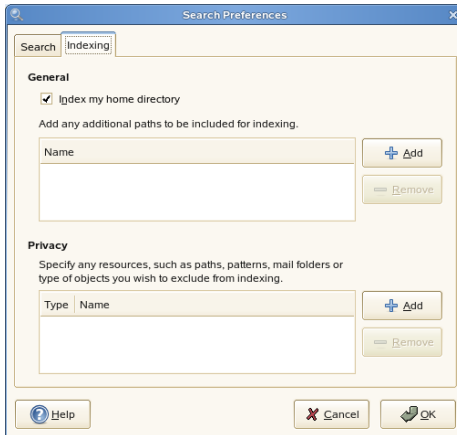 Search Preferences
Search
Indexing
General
Index my home directory
Add any additional paths to be included for indexing.
Name
Add
Remove
Privacy
Specify any resources, such as paths, patterns, mail folders or
type of objects you wish to exclude from indexing.
Type Name
Add
Remove
Help
Cancel
OK